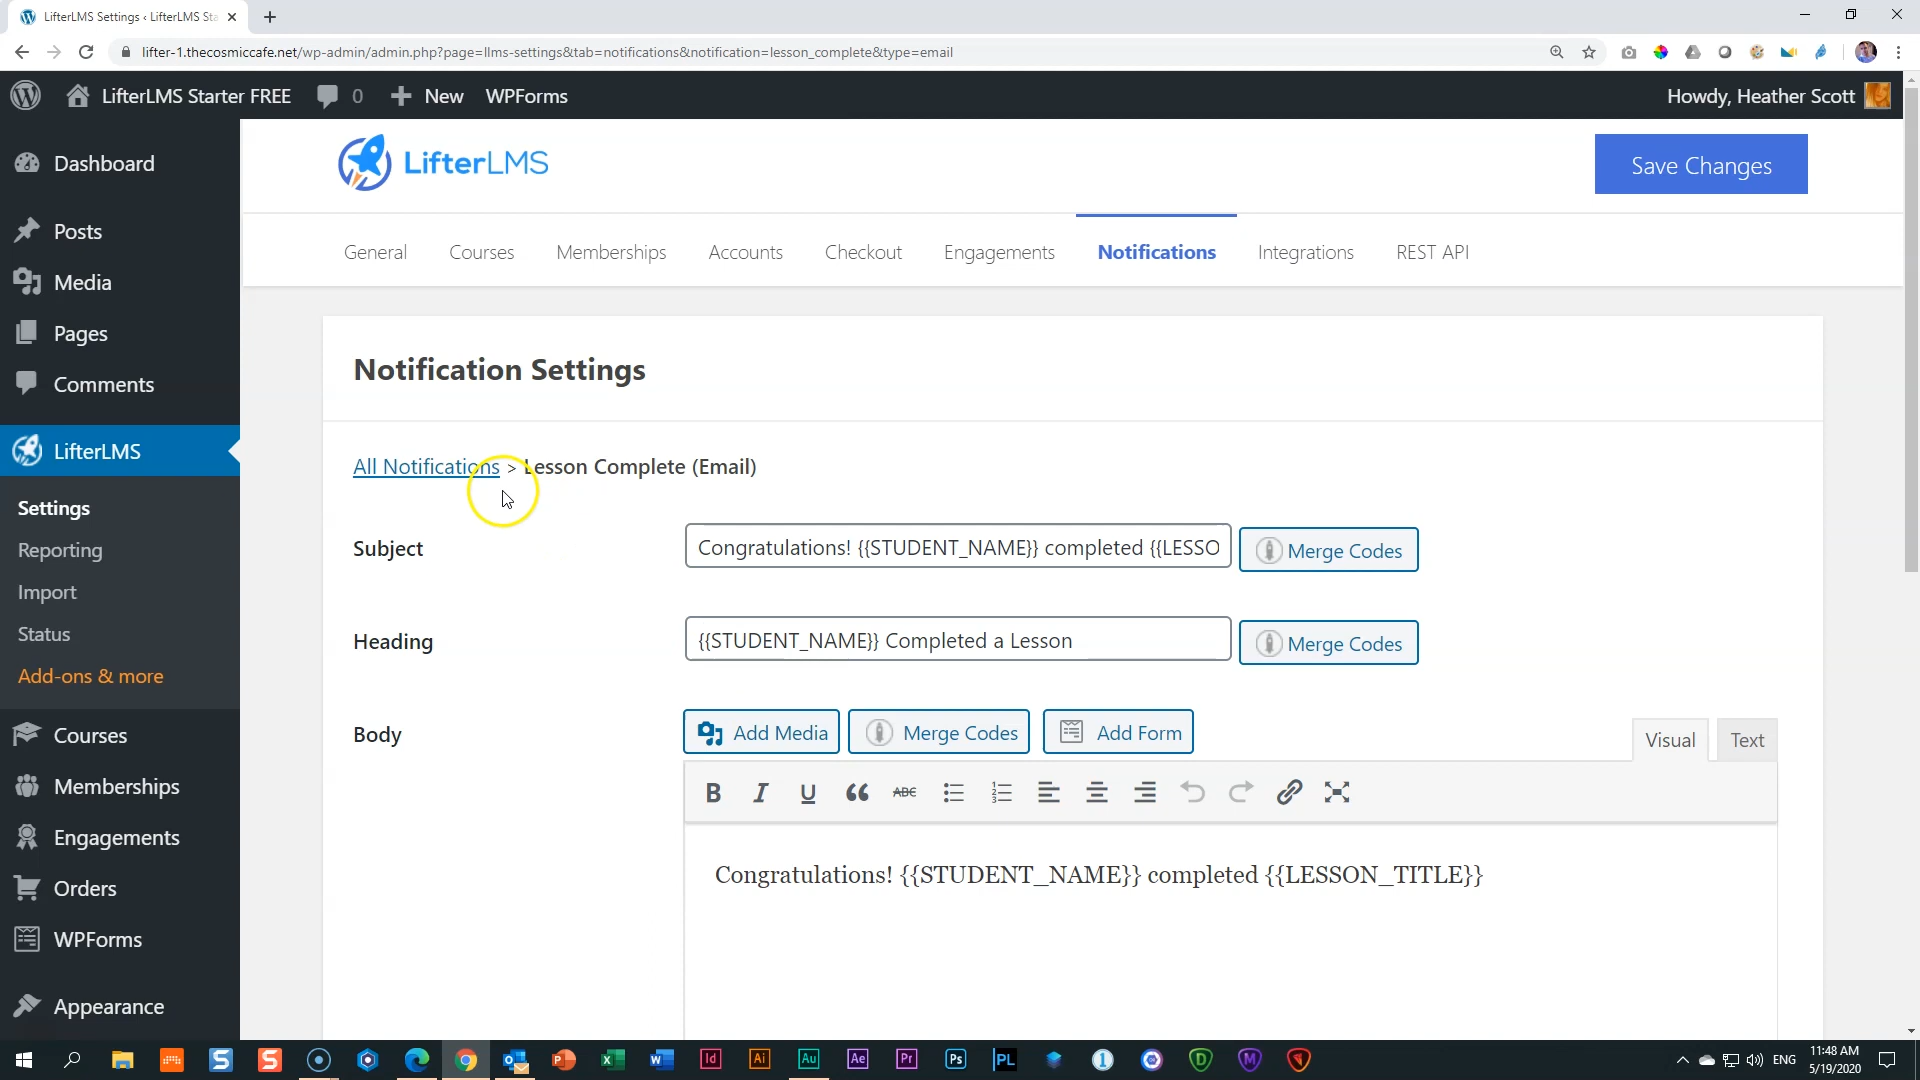 LifterLMS Settings ‹ LifterLMS Sta
lifter-1.thecosmiccafe.net/wp-admin/admin.php?page=llms-settings&tab=notifications&notification=lesson_complete&type=email
LifterLMS Starter FREE 0 New WPForms Howdy, Heather Scott
Dashboard
Posts
Media
Pages
Comments
LifterLMS
Settings
Reporting
Import
Status
Add-ons & more
Courses
Memberships
Engagements
Orders
WPForms
Appearance
LifterLMS
Save Changes
General Courses Memberships Accounts Checkout Engagements Notifications Integrations REST API
Notification Settings
All Notifications > Lesson Complete (Email)
Subject
Congratulations! {{STUDENT_NAME}} completed {{LESSO
Merge Codes
Heading
{{STUDENT_NAME}} Completed a Lesson
Merge Codes
Body
Add Media Merge Codes Add Form
Visual Text
B I U ABC
Congratulations! {{STUDENT_NAME}} completed {{LESSON_TITLE}}
ENG
11:48 AM
5/19/2020